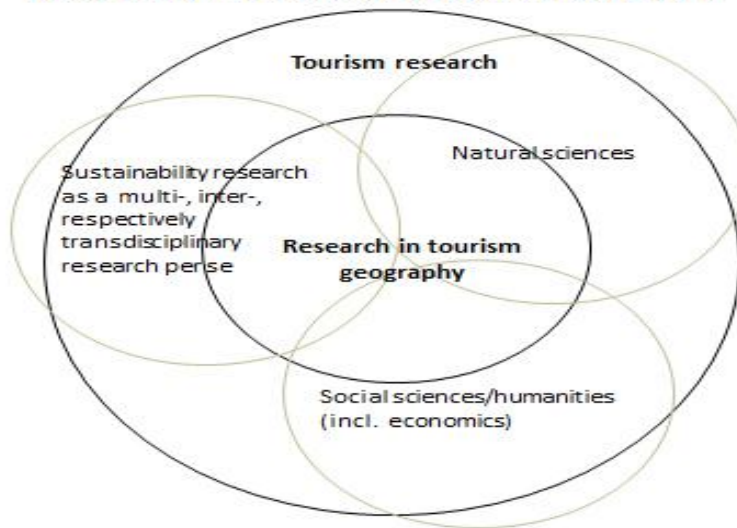 Tourism research
Natural sciences
Sustainability research
as a multi-, inter-,
respectively
transdisciplinary
research per se
Research in tourism
geography
Social sciences/humanities
(incl. economics)